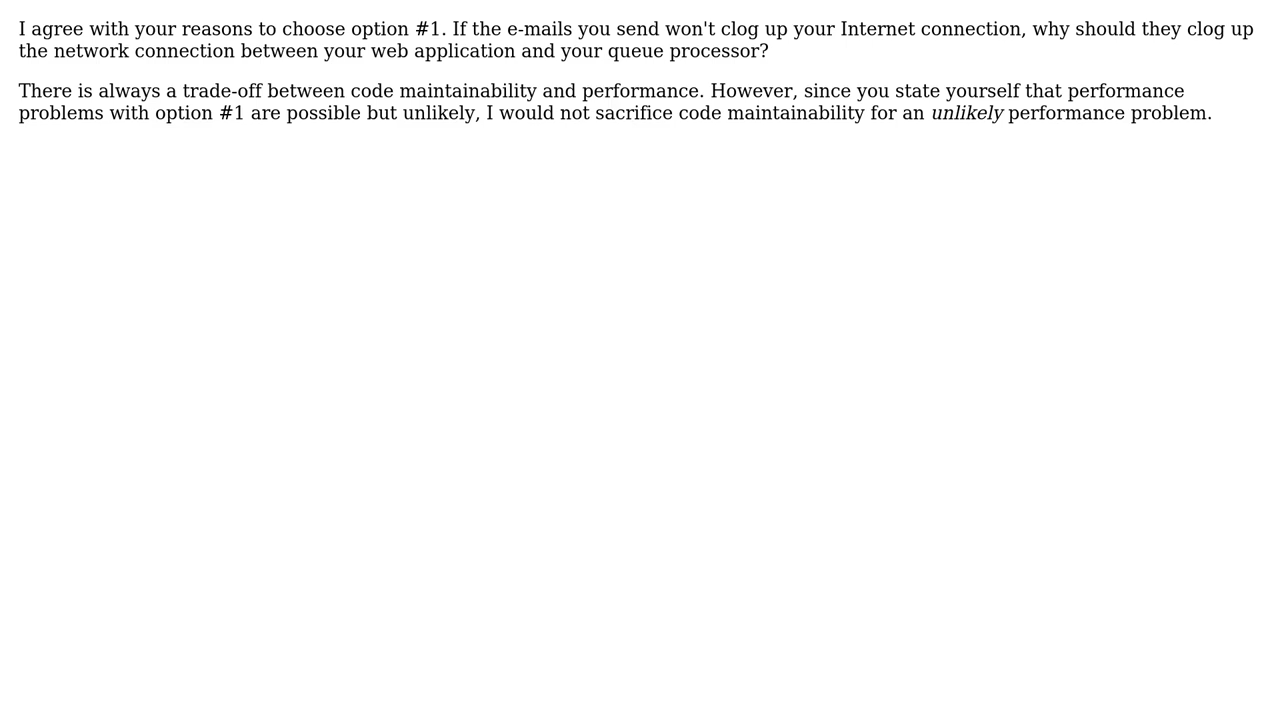 I agree with your reasons to choose option #1. If the e-mails you send won't clog up your Internet connection, why should they clog up
the network connection between your web application and your queue processor?
There is always a trade-off between code maintainability and performance. However, since you state yourself that performance
problems with option #1 are possible but unlikely, I would not sacrifice code maintainability for an unlikely performance problem.